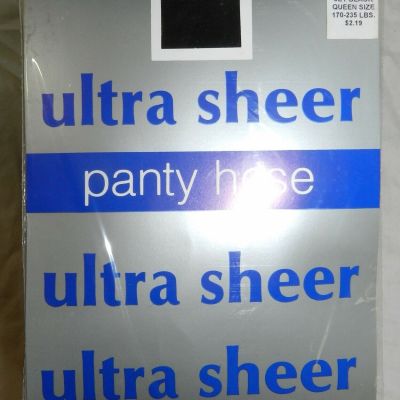 QUEEN SIZE
170-235 LBS.
$2.19
ultra sheer
panty hose
ultra sheer
ultra sheer